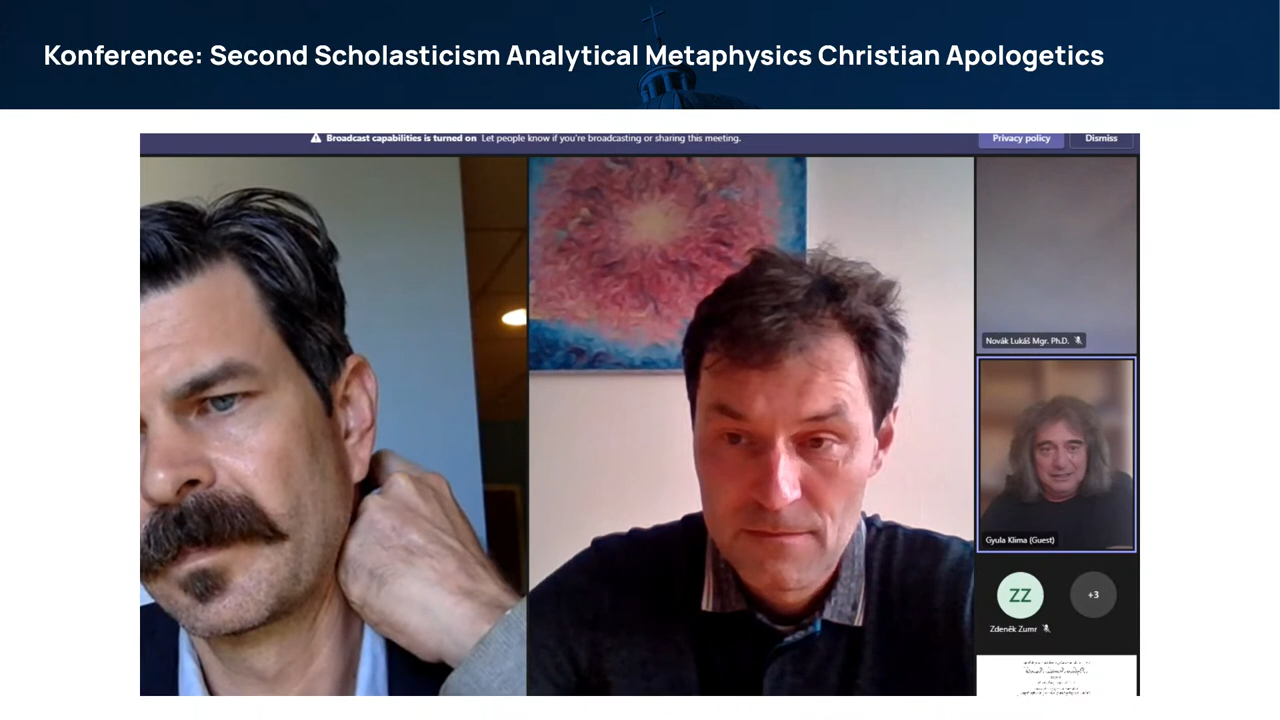 Konference: Second Scholasticism Analytical Metaphysics Christian Apologetics
Broadcast capabilities is turned on Let people know if you're broadcasting or sharing this meeting.
Privacy policy
Dismiss
Novák Lukáš Mgr. Ph.D.
Gyula Klima (Guest)
ZZ
+3
Zdeněk Zumr